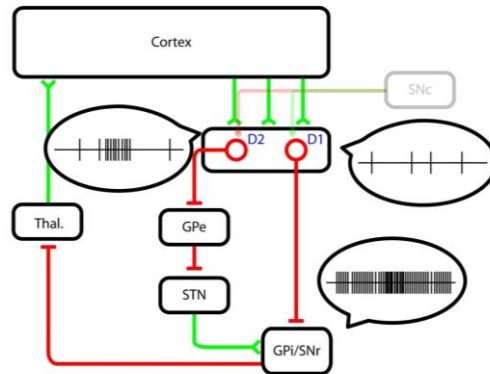 Cortex
SNc
D2
D1
Thal.
GPe
STN
GPi/SNr